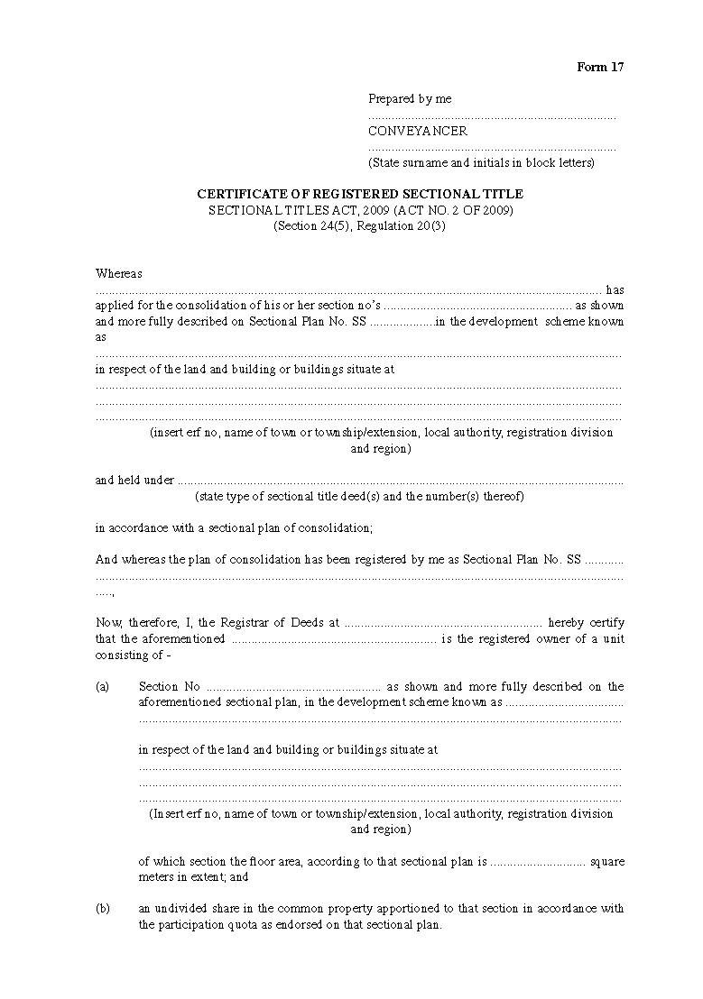 Form 17
Prepared by me
......................................................................
CONVEYANCER
......................................................................
(State surname and initials in block letters)
CERTIFICATE OF REGISTERED SECTIONAL TITLE
SECTIONAL TITLES ACT, 2009 (ACT NO. 2 OF 2009)
(Section 24(5), Regulation 20(3)
Whereas
.......................................................................................................................................... has
applied for the consolidation of his or her section no's ......................................................... as shown
and more fully described on Sectional Plan No. SS ....................in the development scheme known
as
................................................................................................................................................
in respect of the land and building or buildings situate at
................................................................................................................................................
................................................................................................................................................
................................................................................................................................................
(insert erf no, name of town or township/extension, local authority, registration division
and region)
and held under .......................................................................................................................
(state type of sectional title deed(s) and the number(s) thereof)
in accordance with a sectional plan of consolidation;
And whereas the plan of consolidation has been registered by me as Sectional Plan No. SS ............
................................................................................................................................................
.....,
Now, therefore, I, the Registrar of Deeds at ............................................................ hereby certify
that the aforementioned .............................................................. is the registered owner of a unit
consisting of -
(a) Section No ..................................................... as shown and more fully described on the
aforementioned sectional plan, in the development scheme known as ....................................
....................................................................................................................................
in respect of the land and building or buildings situate at
....................................................................................................................................
....................................................................................................................................
....................................................................................................................................
(Insert erf no, name of town or township/extension, local authority, registration division
and region)
of which section the floor area, according to that sectional plan is ............................. square
meters in extent; and
(b) an undivided share in the common property apportioned to that section in accordance with
the participation quota as endorsed on that sectional plan.